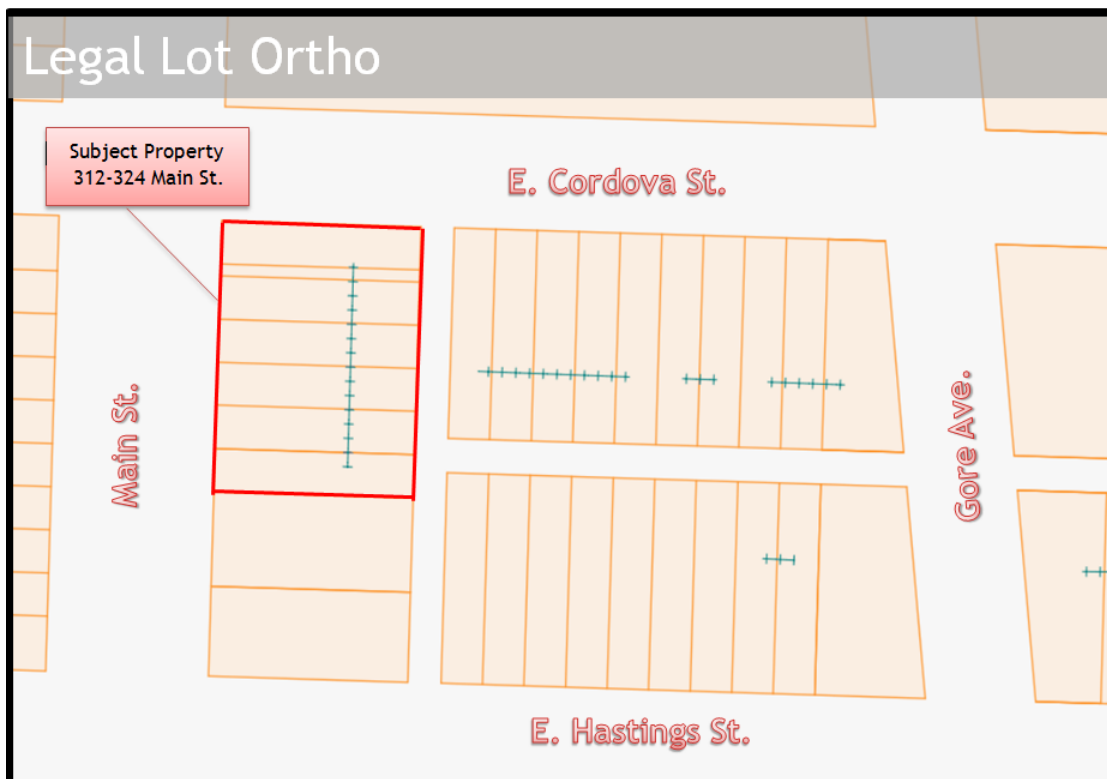 Legal Lot Ortho
Subject Property
312-324 Main St.
E. Cordova St.
Main St.
Gore Ave.
E. Hastings St.